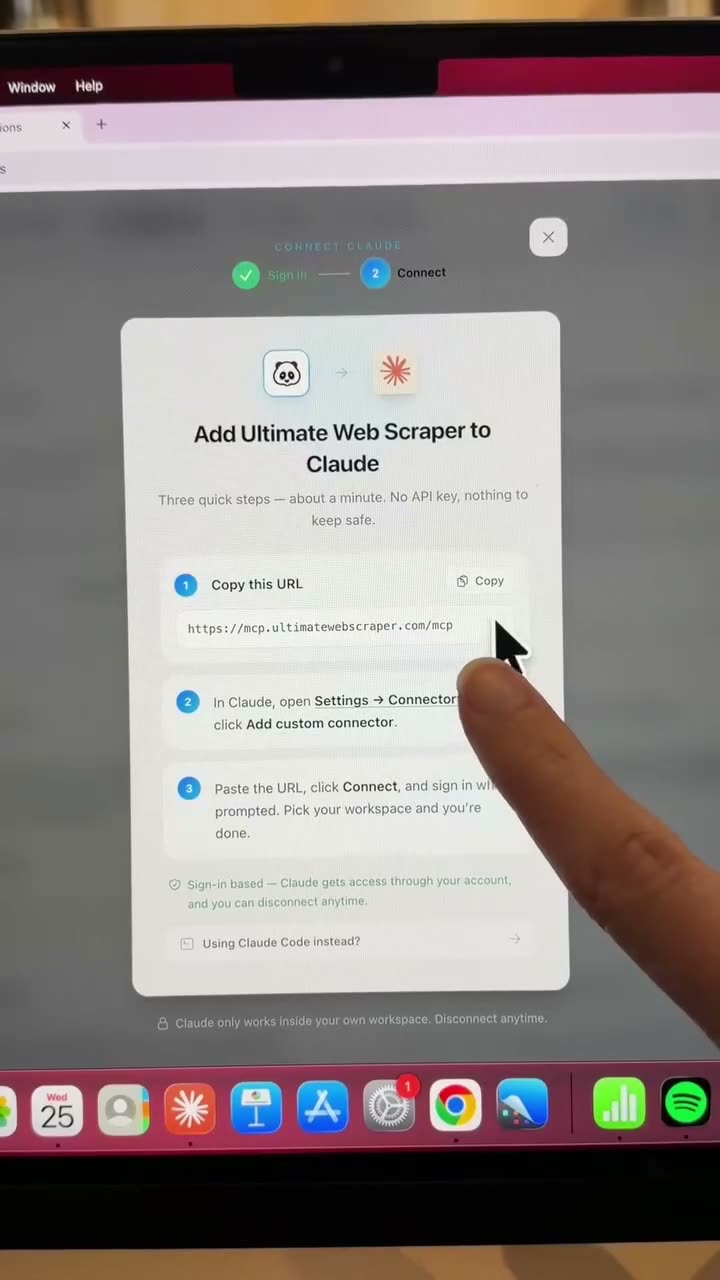 Window Help
ions
s
CONNECT CLAUDE
Sign in 2 Connect
Add Ultimate Web Scraper to
Claude
Three quick steps — about a minute. No API key, nothing to
keep safe.
1 Copy this URL Copy
https://mcp.ultimatewebscraper.com/mcp
2 In Claude, open Settings → Connector
click Add custom connector.
3 Paste the URL, click Connect, and sign in
prompted. Pick your workspace and you're
done.
Sign-in based — Claude gets access through your account,
and you can disconnect anytime.
Using Claude Code instead?
Claude only works inside your own workspace. Disconnect anytime.
Wed
25
1